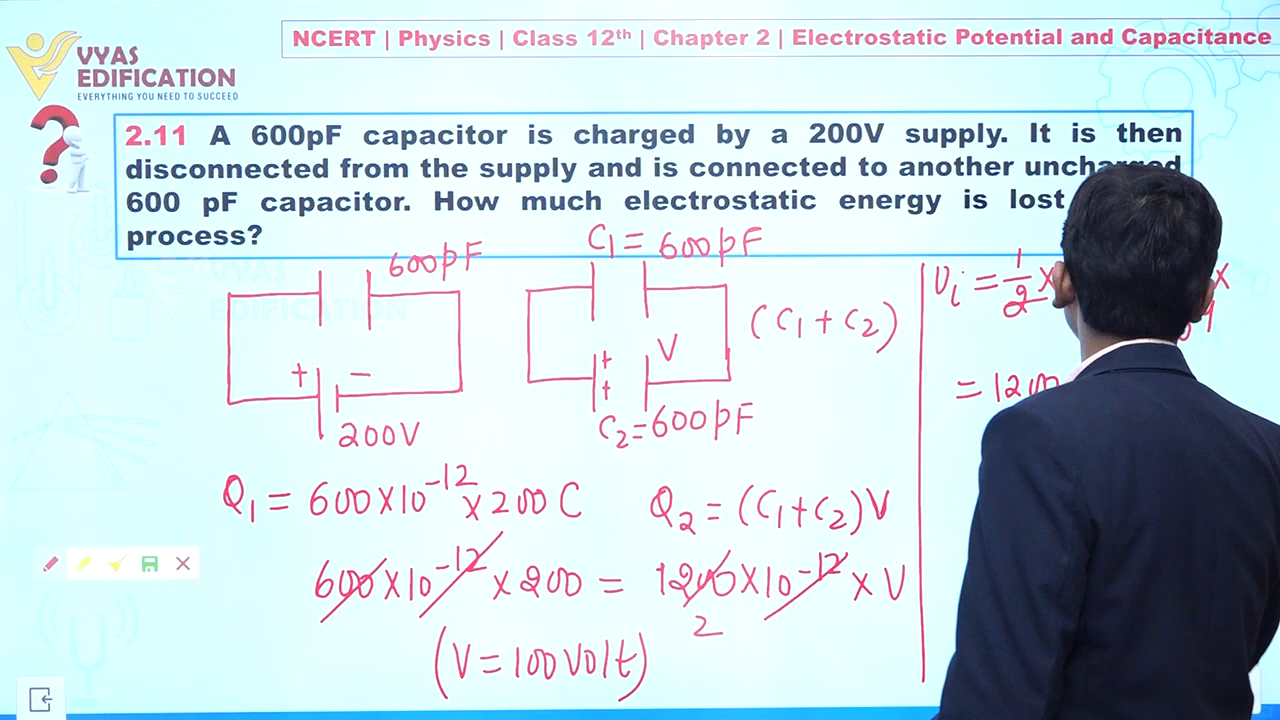 VYAS
EDIFICATION
EVERYTHING YOU NEED TO SUCCEED
NCERT | Physics | Class 12th | Chapter 2 | Electrostatic Potential and Capacitance
2.11 A 600pF capacitor is charged by a 200V supply. It is then
disconnected from the supply and is connected to another uncharged
600 pF capacitor. How much electrostatic energy is lost
process?
600pF
+ −
200V
C₁ = 600pF
(C₁ + C₂)
+ V
+
C₂ = 600pF
Q₁ = 600×10⁻¹² × 200 C
Q₂ = (C₁+C₂)V
600×10⁻¹² × 200 = 1200×10⁻¹² × V
2
(V = 100 Volt)
Uᵢ = 1/2 ×
×
= 12
VYAS
EDIFICATION